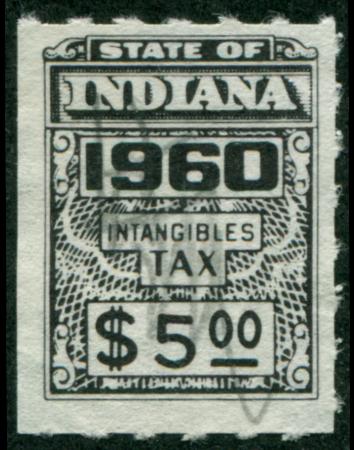 STATE OF
INDIANA
1960
INTANGIBLES
TAX
$5.00